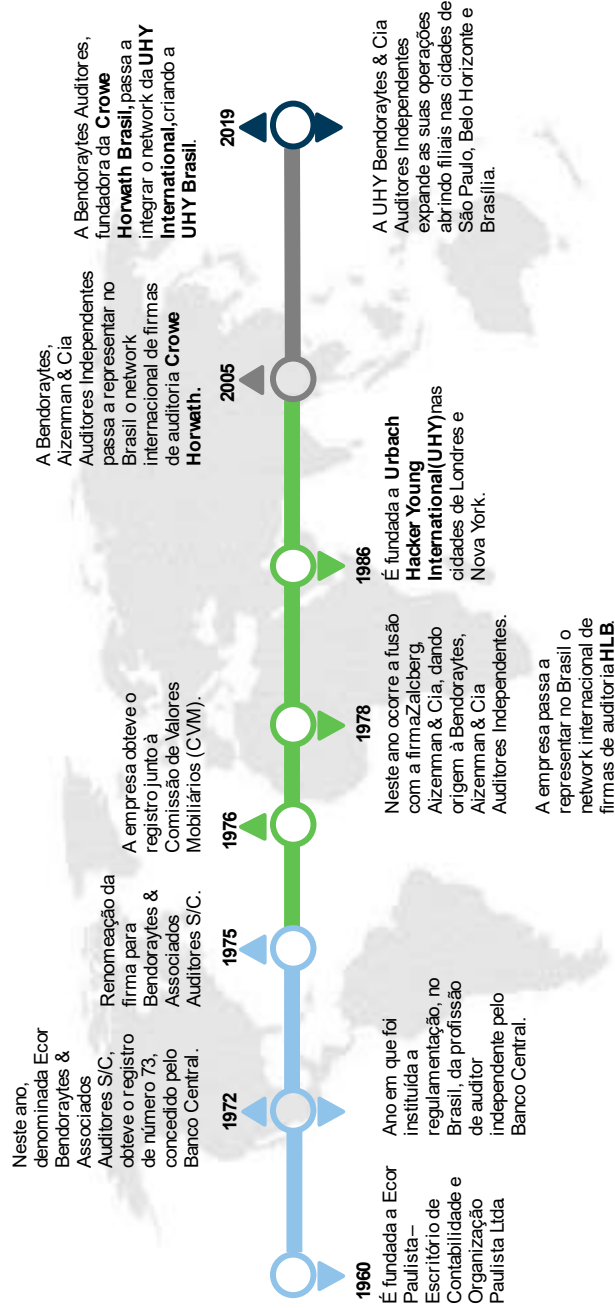 1960
É fundada a Ecor
Paulista–
Escritório de
Contabilidade e
Organização
Paulista Ltda
Neste ano,
denominada Ecor
Bendoraytes &
Associados
Auditores S/C,
obteve o registro
de número 73,
concedido pelo
Banco Central.
1972
Ano em que foi
instituída a
regulamentação, no
Brasil, da profissão
de auditor
independente pelo
Banco Central.
Renomeação da
firma para
Bendoraytes &
Associados
Auditores S/C.
1975
A empresa obteve o
registro junto à
Comissão de Valores
Mobiliários (CVM).
1976
1978
Neste ano ocorre a fusão
com a firmaZalcberg,
Aizenman & Cia, dando
origem à Bendoraytes,
Aizenman & Cia
Auditores Independentes.
A empresa passa a
representar no Brasil o
network internacional de
firmas de auditoria HLB.
1986
É fundada a Urbach
Hacker Young
International(UHY)nas
cidades de Londres e
Nova York.
A Bendoraytes,
Aizenman & Cia
Auditores Independentes
passa a representar no
Brasil o network
internacional de firmas
de auditoria Crowe
Horwath.
2005
A Bendoraytes Auditores,
fundadora da Crowe
Horwath Brasil,passa a
integrar o network da UHY
International,criando a
UHY Brasil.
2019
A UHY Bendoraytes & Cia
Auditores Independentes
expande as suas operações
abrindo filiais nas cidades de
São Paulo, Belo Horizonte e
Brasília.